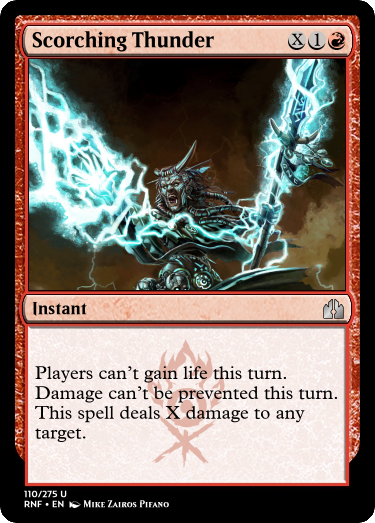 Scorching Thunder X 1
Instant
Players can't gain life this turn.
Damage can't be prevented this turn.
This spell deals X damage to any
target.
110/275 U
RNF • EN Mike Zairos Pifano